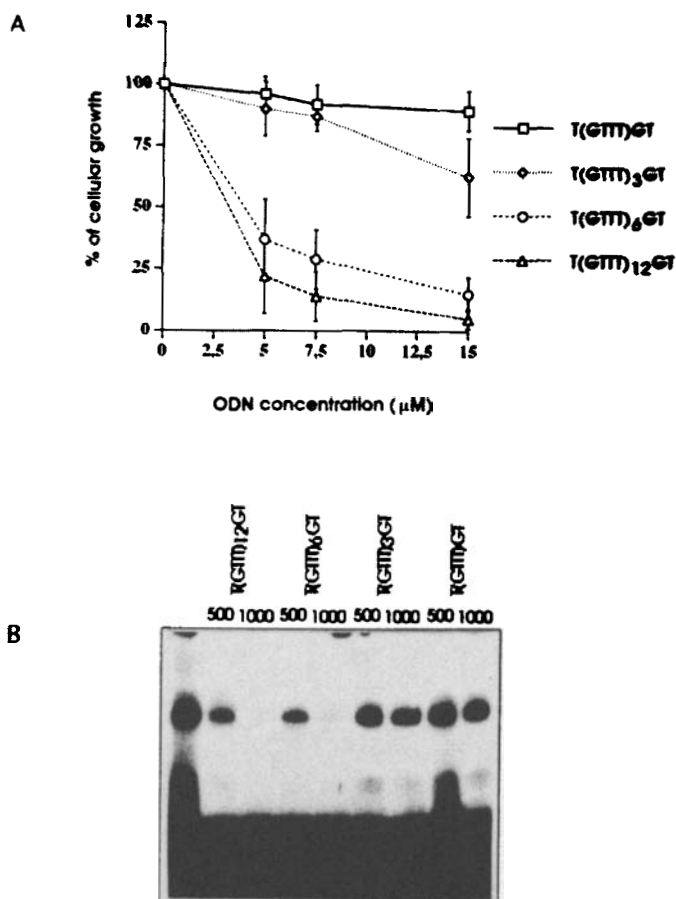 A
125
100
75
50
25
0
0 2.5 5 7,5 10 12,5 15
% of cellular growth
ODN concentration (µM)
T(GTTT)GT
T(GTTT)3GT
T(GTTT)6GT
T(GTTT)12GT
B
T(GTTT)12GT T(GTTT)6GT T(GTTT)3GT T(GTTT)GT
500 1000 500 1000 500 1000 500 1000